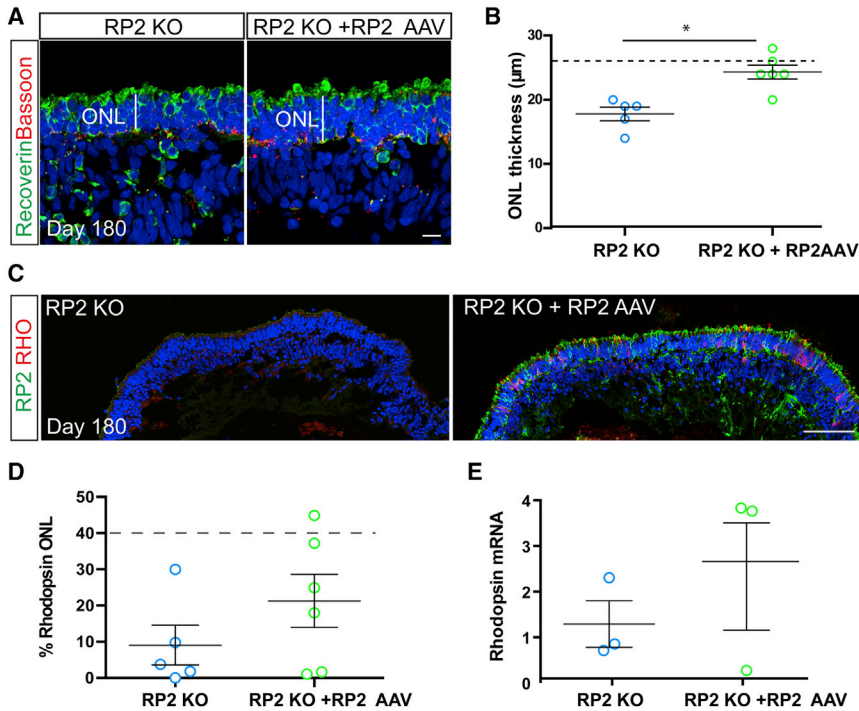 A
RP2 KO
RP2 KO +RP2 AAV
RecoverinBassoon
ONL
ONL
Day 180
B
ONL thickness (µm)
30
20
10
0
*
RP2 KO
RP2 KO + RP2AAV
C
RP2 RHO
RP2 KO
RP2 KO + RP2 AAV
Day 180
D
% Rhodopsin ONL
50
40
30
20
10
0
RP2 KO
RP2 KO +RP2 AAV
E
Rhodopsin mRNA
4
3
2
1
0
RP2 KO
RP2 KO +RP2 AAV